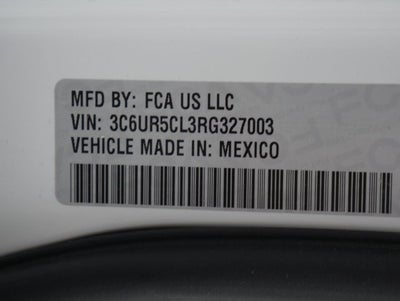 MFD BY: FCA US LLC
VIN: 3C6UR5CL3RG327003
VEHICLE MADE IN: MEXICO